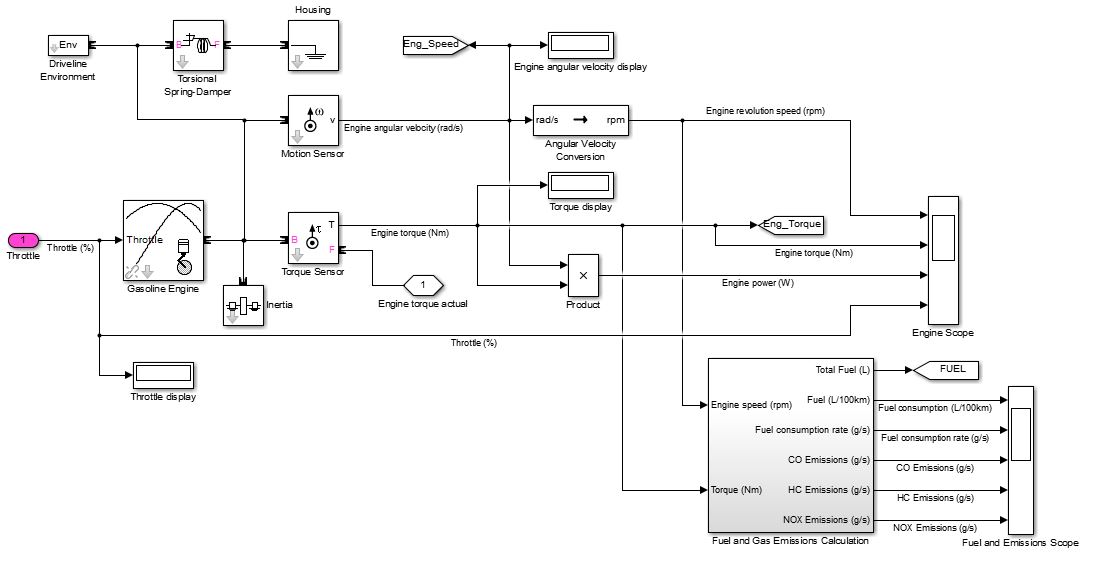 Housing
Env
B
F
Eng_Speed
Driveline
Environment
Torsional
Spring-Damper
Engine angular velocity display
ω
v
Engine angular velocity (rad/s)
rad/s
rpm
Engine revolution speed (rpm)
Motion Sensor
Angular Velocity
Conversion
Torque display
1
Throttle
Throttle (%)
Throttle
Gasoline Engine
B
τ
T
F
Engine torque (Nm)
Eng_Torque
Engine torque (Nm)
Torque Sensor
×
Product
Engine power (W)
1
Engine torque actual
Inertia
Engine Scope
Throttle (%)
Throttle display
Total Fuel (L)
FUEL
Engine speed (rpm)
Fuel (L/100km)
Fuel consumption (L/100km)
Fuel consumption rate (g/s)
Fuel consumption rate (g/s)
CO Emissions (g/s)
CO Emissions (g/s)
Torque (Nm)
HC Emissions (g/s)
HC Emissions (g/s)
NOX Emissions (g/s)
NOX Emissions (g/s)
Fuel and Gas Emissions Calculation
Fuel and Emissions Scope